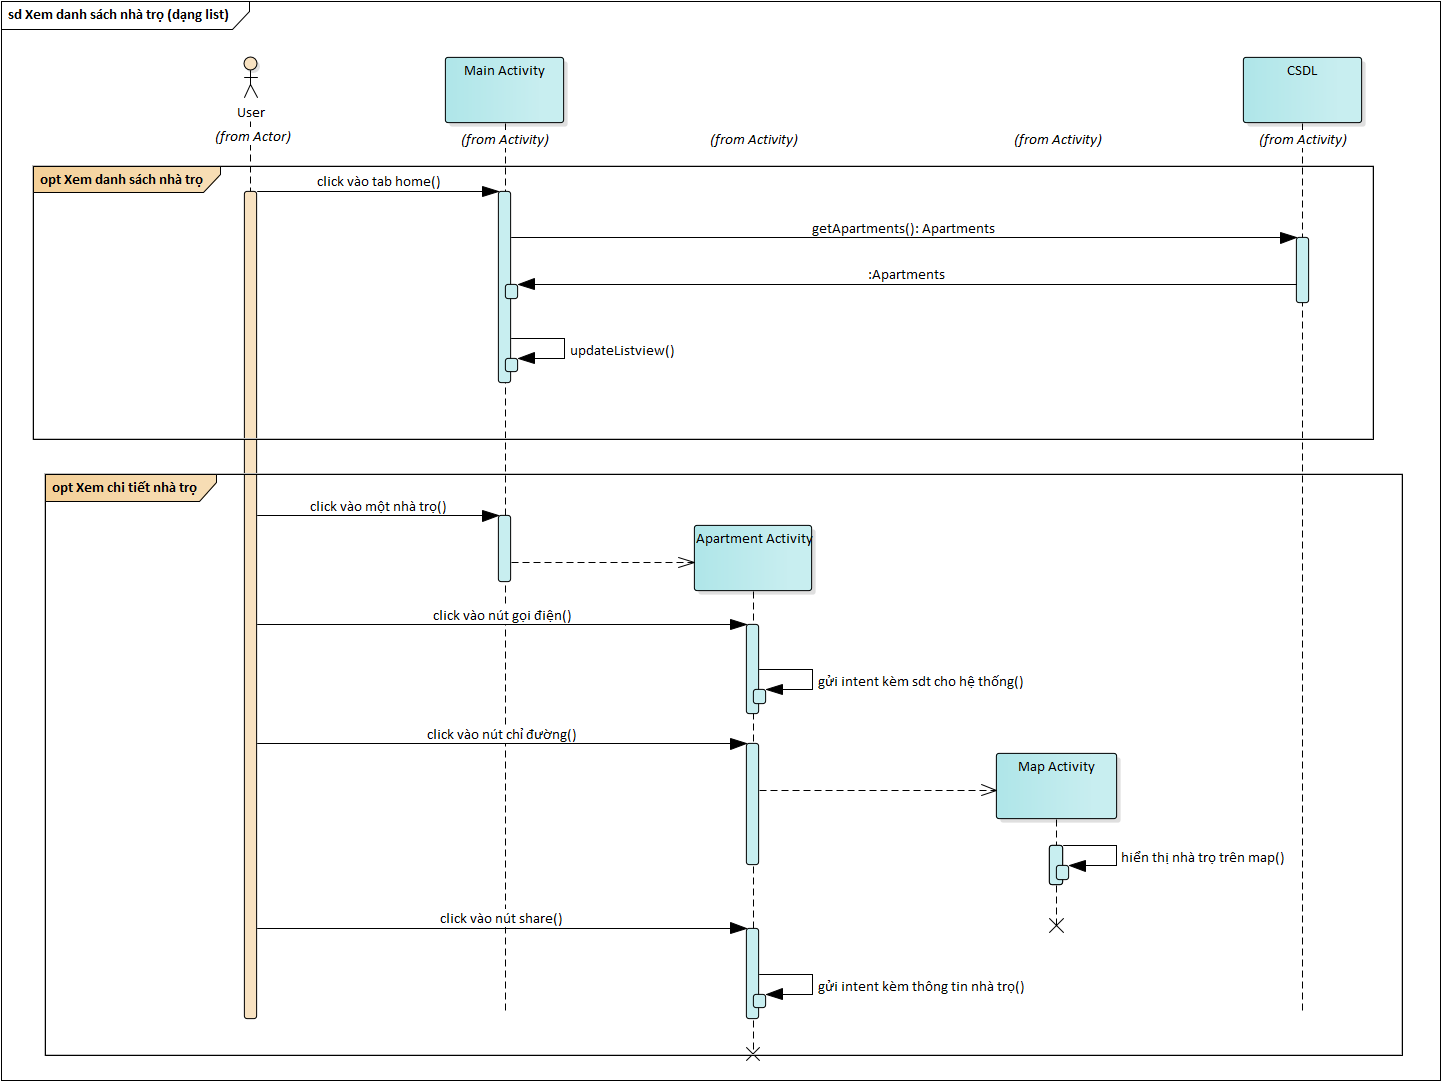 sd Xem danh sách nhà trọ (dạng list)
User
(from Actor)
Main Activity
(from Activity)
(from Activity)
(from Activity)
CSDL
(from Activity)
opt Xem danh sách nhà trọ
click vào tab home()
getApartments(): Apartments
:Apartments
updateListview()
opt Xem chi tiết nhà trọ
click vào một nhà trọ()
Apartment Activity
click vào nút gọi điện()
gửi intent kèm sdt cho hệ thống()
click vào nút chỉ đường()
Map Activity
hiển thị nhà trọ trên map()
click vào nút share()
gửi intent kèm thông tin nhà trọ()